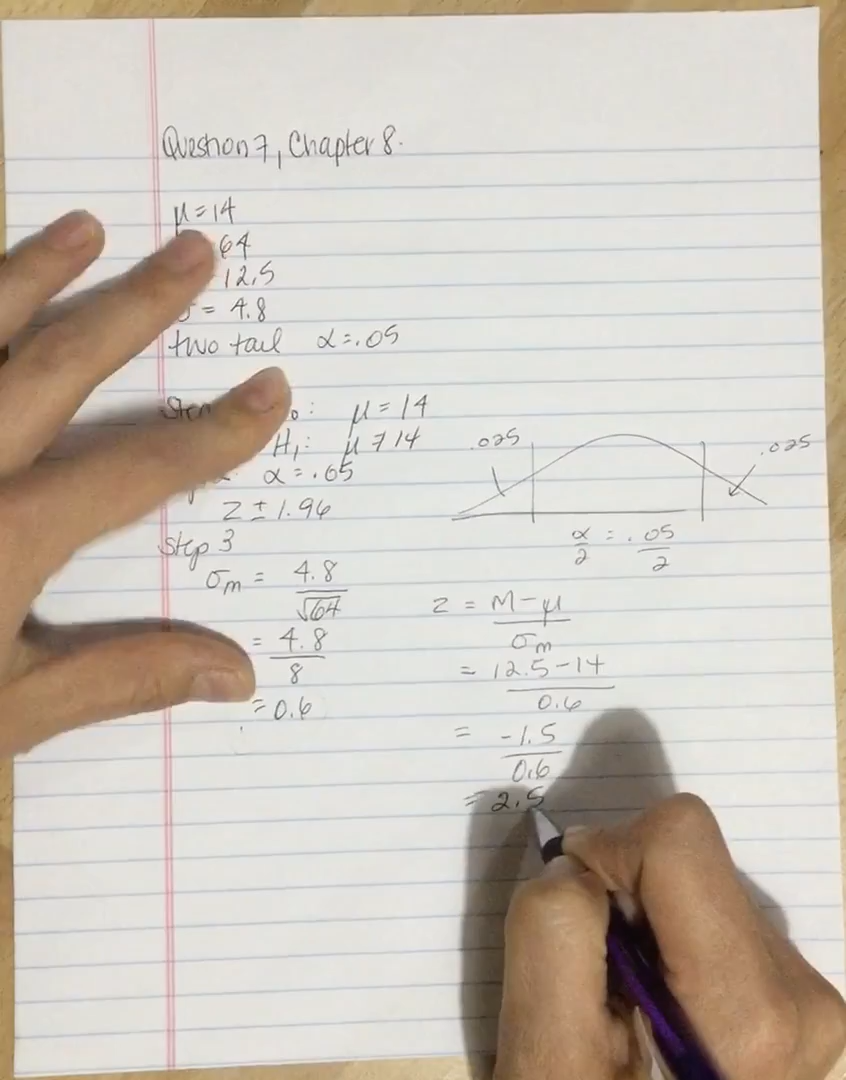 Question 7, Chapter 8.
μ = 14
64
12.5
= 4.8
two tail α = .05
: μ = 14
H₁: μ ≠ 14
α = .05
Z ± 1.96
.025
.025
α/2 = .05/2
Step 3
σm = 4.8/√64
= 4.8/8
= 0.6
Z = M - μ/σm
= 12.5 - 14/0.6
= -1.5/0.6
= 2.5